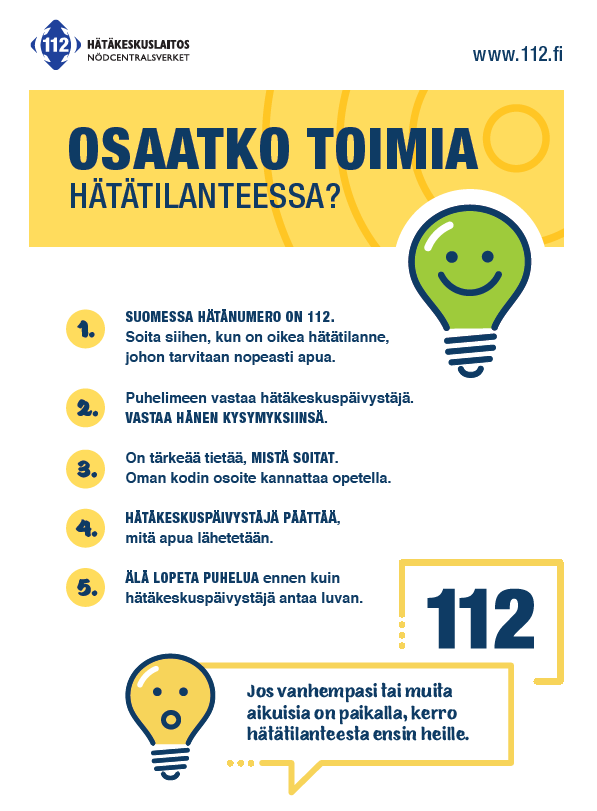 112
HÄTÄKESKUSLAITOS
NÖDCENTRALSVERKET
www.112.fi
OSAATKO TOIMIA
HÄTÄTILANTEESSA?
1.
SUOMESSA HÄTÄNUMERO ON 112.
Soita siihen, kun on oikea hätätilanne,
johon tarvitaan nopeasti apua.
2.
Puhelimeen vastaa hätäkeskuspäivystäjä.
VASTAA HÄNEN KYSYMYKSIINSÄ.
3.
On tärkeää tietää, MISTÄ SOITAT.
Oman kodin osoite kannattaa opetella.
4.
HÄTÄKESKUSPÄIVYSTÄJÄ PÄÄTTÄÄ,
mitä apua lähetetään.
5.
ÄLÄ LOPETA PUHELUA ennen kuin
hätäkeskuspäivystäjä antaa luvan.
112
Jos vanhempasi tai muita
aikuisia on paikalla, kerro
hätätilanteesta ensin heille.